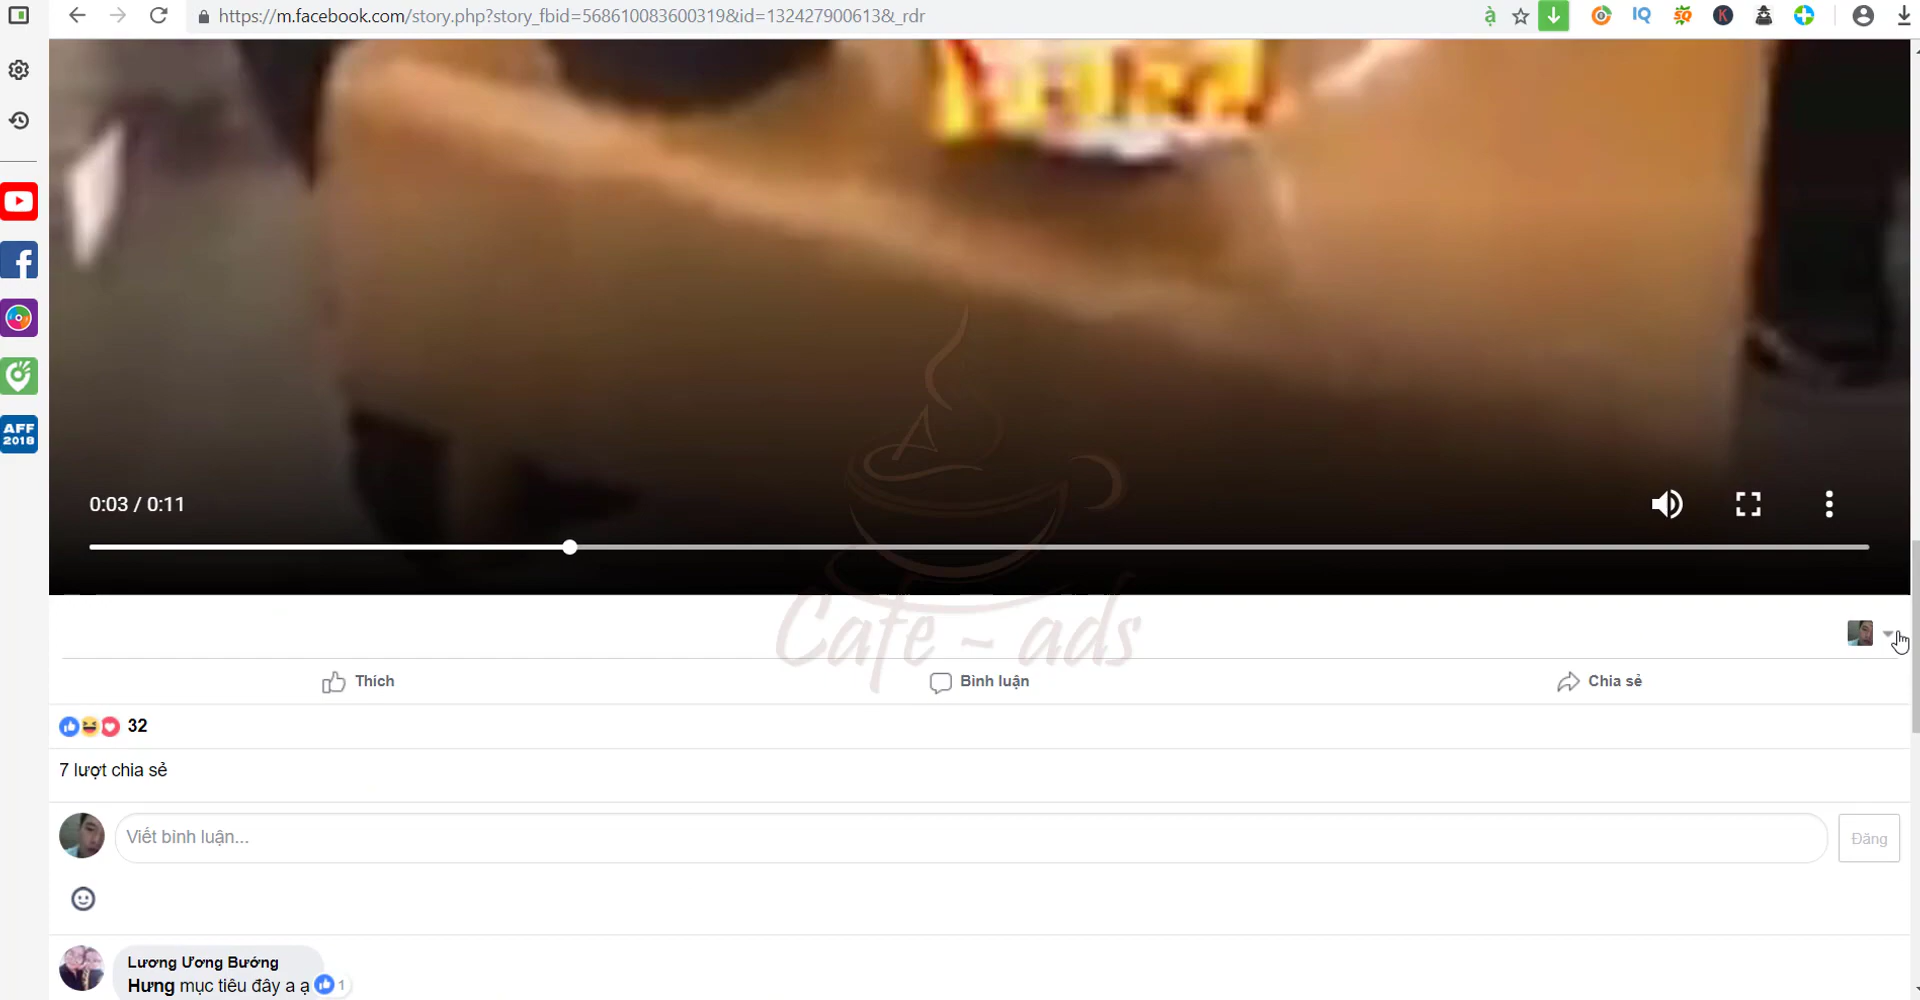 https://m.facebook.com/story.php?story_fbid=568610083600319&id=132427900613&_rdr
AFF
2018
0:03 / 0:11
Cafe - ads
Thích
Bình luận
Chia sẻ
32
7 lượt chia sẻ
Viết bình luận...
Đăng
Lương Ương Bướng
Hưng mục tiêu đây a ạ
1